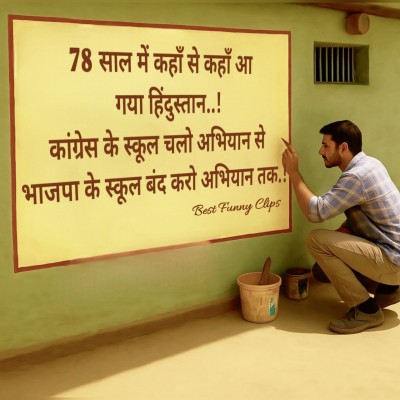 78 साल में कहाँ से कहाँ आ
गया हिंदुस्तान..!
कांग्रेस के स्कूल चलो अभियान से
भाजपा के स्कूल बंद करो अभियान तक.!
Best Funny Clips